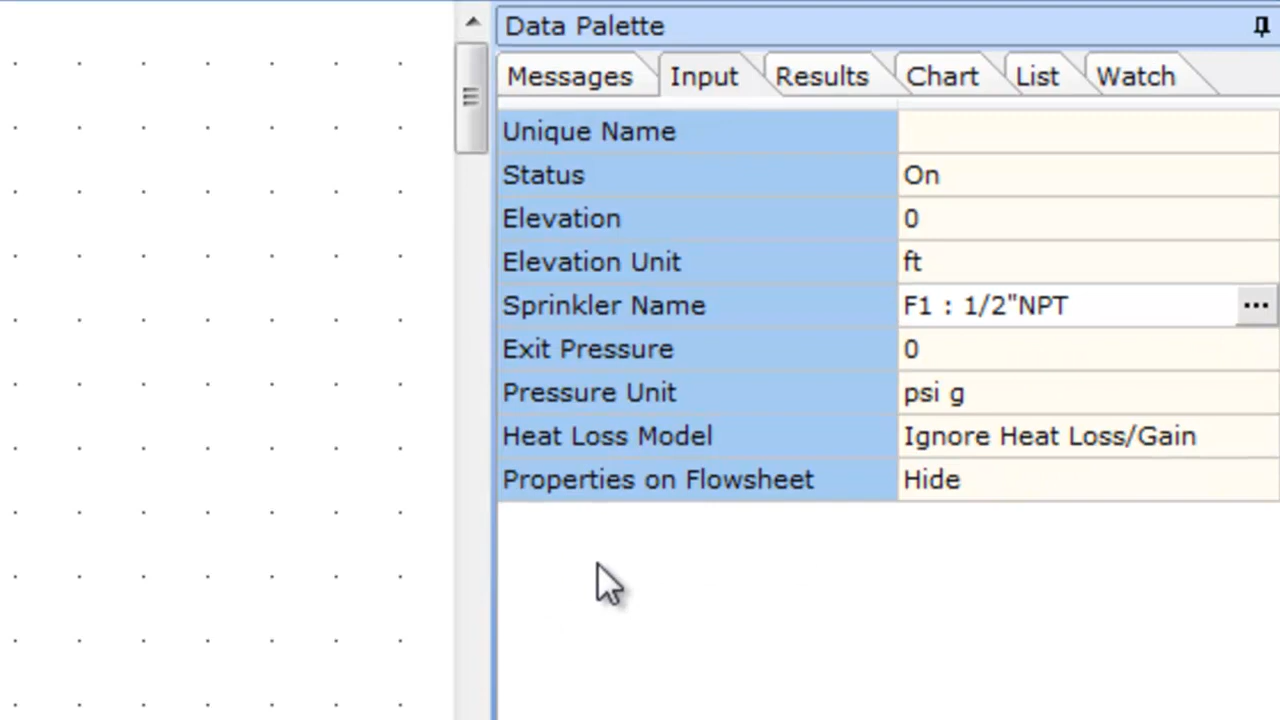 Data Palette
Messages Input Results Chart List Watch
Unique Name
Status On
Elevation 0
Elevation Unit ft
Sprinkler Name F1 : 1/2"NPT ...
Exit Pressure 0
Pressure Unit psi g
Heat Loss Model Ignore Heat Loss/Gain
Properties on Flowsheet Hide